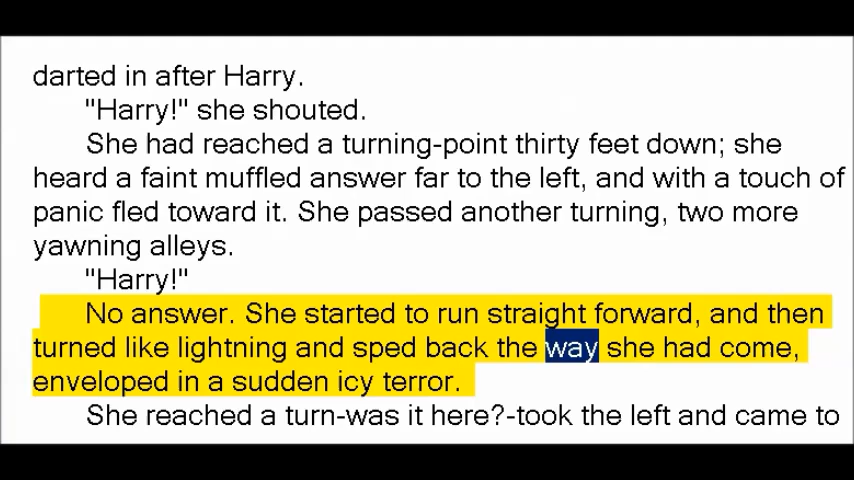 darted in after Harry.
"Harry!" she shouted.
She had reached a turning-point thirty feet down; she
heard a faint muffled answer far to the left, and with a touch of
panic fled toward it. She passed another turning, two more
yawning alleys.
"Harry!"
No answer. She started to run straight forward, and then
turned like lightning and sped back the way she had come,
enveloped in a sudden icy terror.
She reached a turn-was it here?-took the left and came to